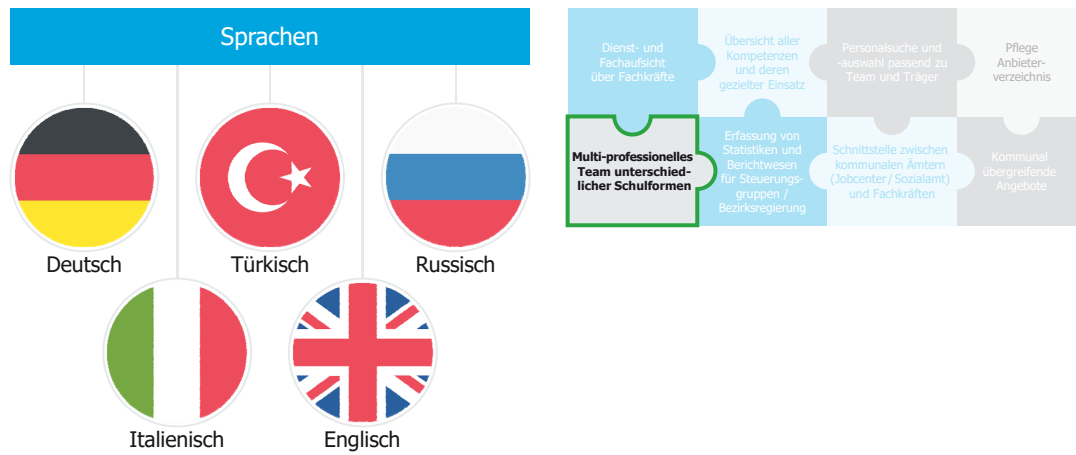 Sprachen
Deutsch
Türkisch
Russisch
Italienisch
Englisch
Dienst- und
Fachaufsicht
über Fachkräfte
Übersicht aller
Kompetenzen
und deren
gezielter Einsatz
Personalsuche und
-auswahl passend zu
Team und Träger
Pflege
Anbieter-
verzeichnis
Multi-professionelles
Team unterschied-
licher Schulformen
Erfassung von
Statistiken und
Berichtwesen
für Steuerungs-
gruppen /
Bezirksregierung
Schnittstelle zwischen
kommunalen Ämtern
(Jobcenter / Sozialamt)
und Fachkräften
Kommunal
übergreifende
Angebote